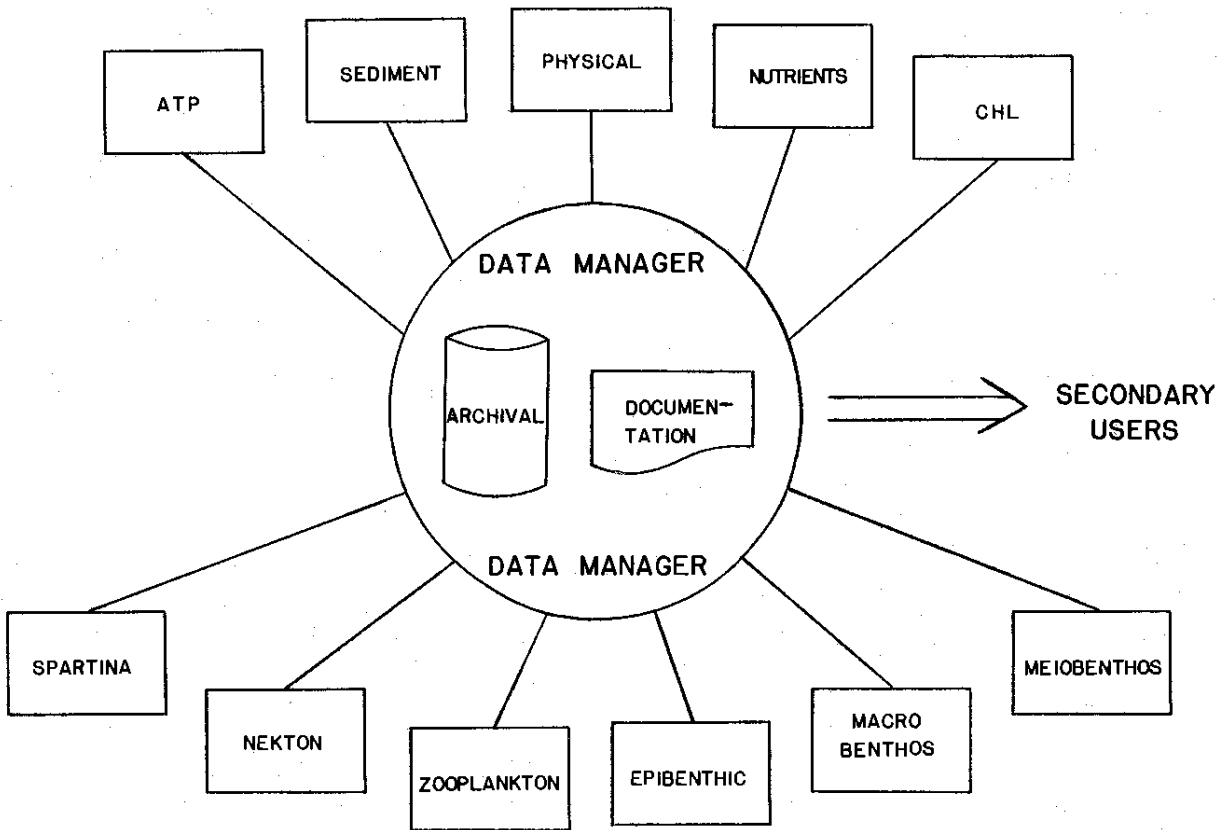 PHYSICAL
SEDIMENT
NUTRIENTS
ATP
CHL
DATA MANAGER
ARCHIVAL
DOCUMEN-
TATION
SECONDARY
USERS
DATA MANAGER
SPARTINA
NEKTON
ZOOPLANKTON
EPIBENTHIC
MACRO
BENTHOS
MEIOBENTHOS